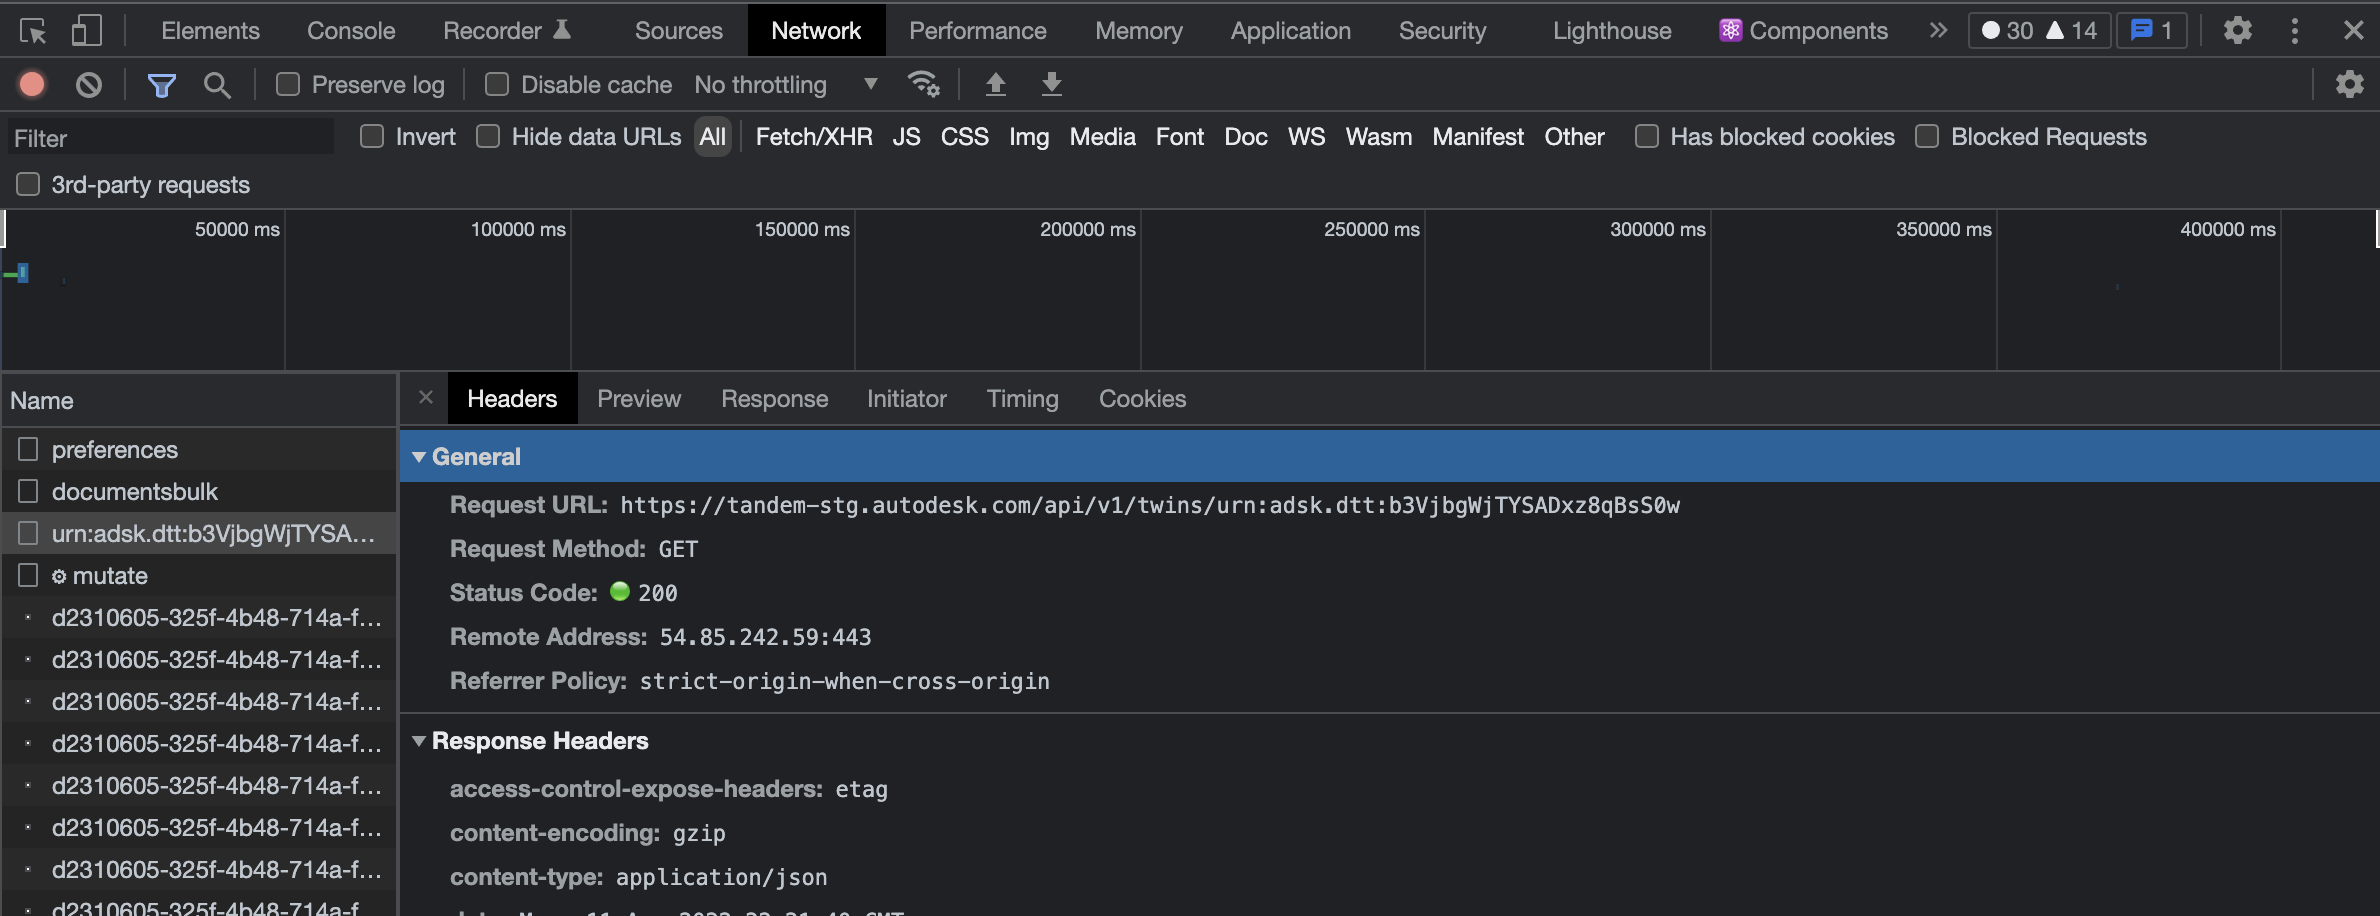 Elements Console Recorder Sources Network Performance Memory Application Security Lighthouse Components » 30 14 1
Preserve log Disable cache No throttling
Filter Invert Hide data URLs All Fetch/XHR JS CSS Img Media Font Doc WS Wasm Manifest Other Has blocked cookies Blocked Requests
3rd-party requests
50000 ms 100000 ms 150000 ms 200000 ms 250000 ms 300000 ms 350000 ms 400000 ms
Name
Headers Preview Response Initiator Timing Cookies
preferences
documentsbulk
urn:adsk.dtt:b3VjbgWjTYSA...
mutate
d2310605-325f-4b48-714a-f...
d2310605-325f-4b48-714a-f...
d2310605-325f-4b48-714a-f...
d2310605-325f-4b48-714a-f...
d2310605-325f-4b48-714a-f...
d2310605-325f-4b48-714a-f...
d2310605-325f-4b48-714a-f...
d2310605-325f-4b48-714a-f
General
Request URL: https://tandem-stg.autodesk.com/api/v1/twins/urn:adsk.dtt:b3VjbgWjTYSADxz8qBsS0w
Request Method: GET
Status Code: 200
Remote Address: 54.85.242.59:443
Referrer Policy: strict-origin-when-cross-origin
Response Headers
access-control-expose-headers: etag
content-encoding: gzip
content-type: application/json